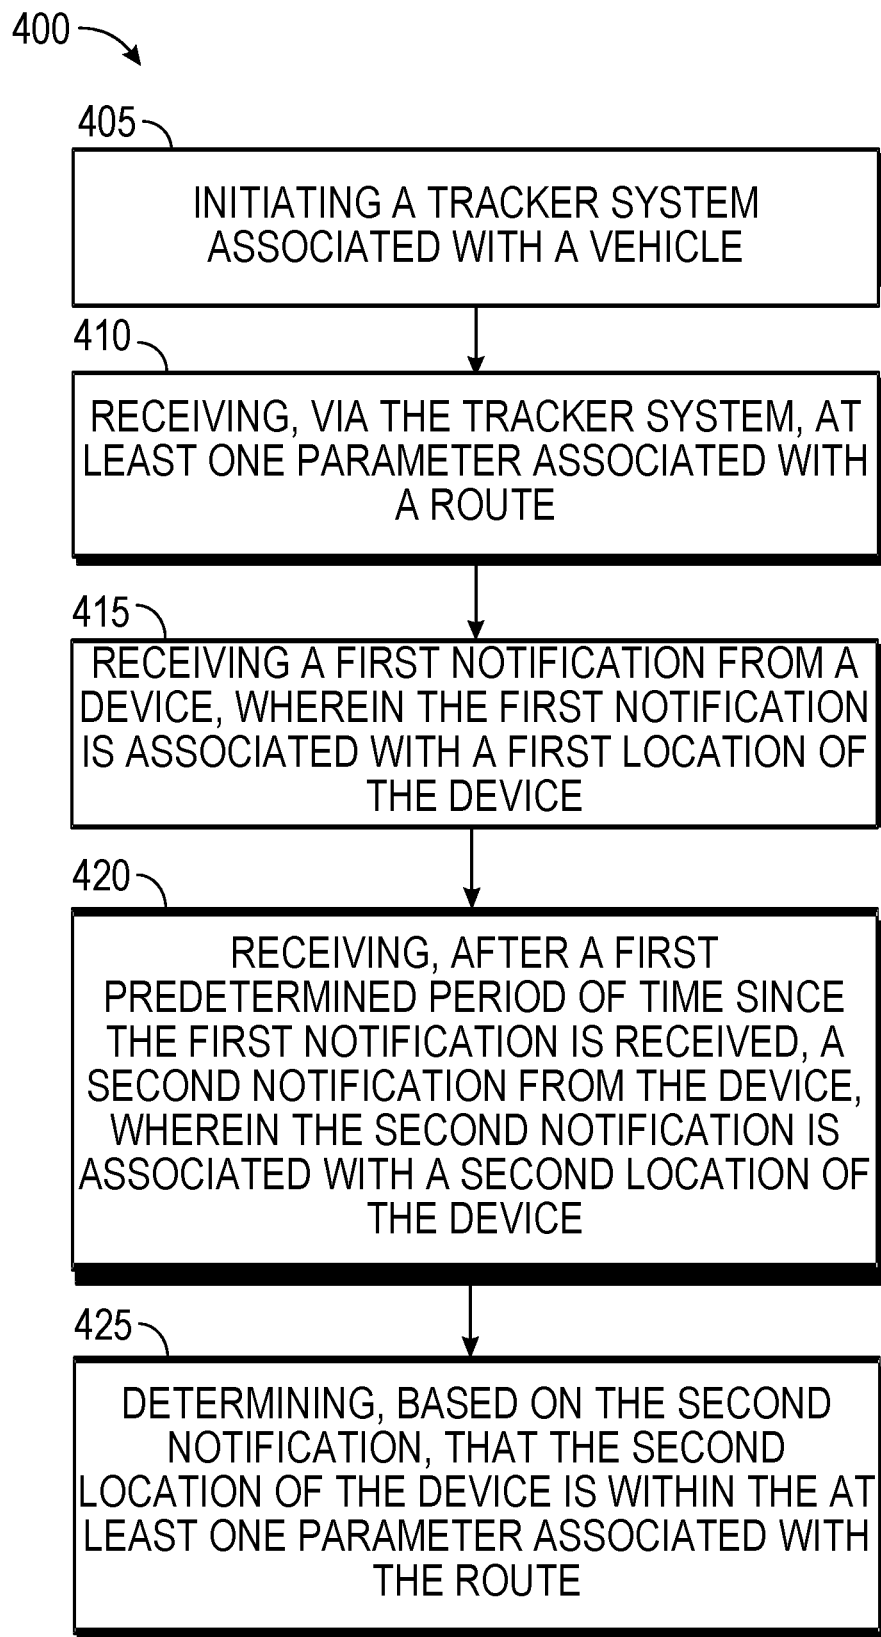 400
405
INITIATING A TRACKER SYSTEM
ASSOCIATED WITH A VEHICLE
410
RECEIVING, VIA THE TRACKER SYSTEM, AT
LEAST ONE PARAMETER ASSOCIATED WITH
A ROUTE
415
RECEIVING A FIRST NOTIFICATION FROM A
DEVICE, WHEREIN THE FIRST NOTIFICATION
IS ASSOCIATED WITH A FIRST LOCATION OF
THE DEVICE
420
RECEIVING, AFTER A FIRST
PREDETERMINED PERIOD OF TIME SINCE
THE FIRST NOTIFICATION IS RECEIVED, A
SECOND NOTIFICATION FROM THE DEVICE,
WHEREIN THE SECOND NOTIFICATION IS
ASSOCIATED WITH A SECOND LOCATION OF
THE DEVICE
425
DETERMINING, BASED ON THE SECOND
NOTIFICATION, THAT THE SECOND
LOCATION OF THE DEVICE IS WITHIN THE AT
LEAST ONE PARAMETER ASSOCIATED WITH
THE ROUTE